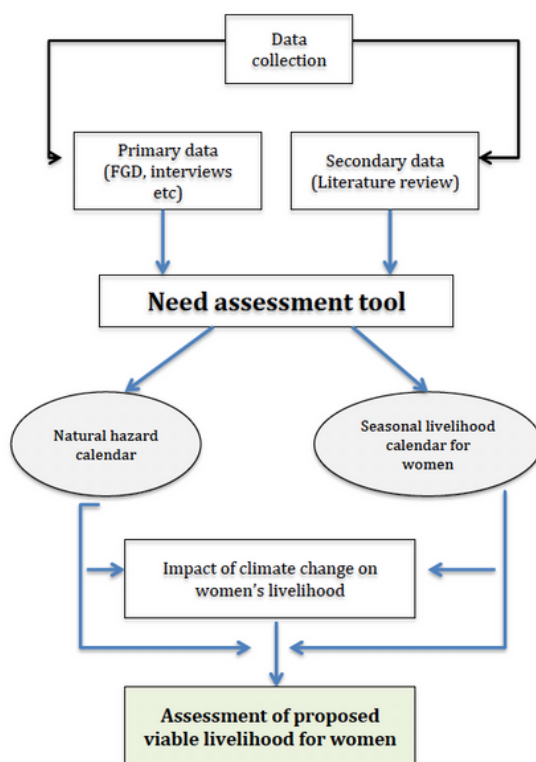 Data
collection
Primary data
(FGD, interviews
etc)
Secondary data
(Literature review)
Need assessment tool
Natural hazard
calendar
Seasonal livelihood
calendar for
women
Impact of climate change on
women's livelihood
Assessment of proposed
viable livelihood for women